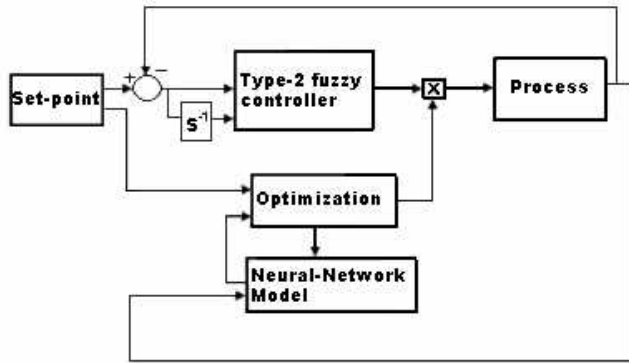 +
−
Set-point
Type-2 fuzzy
controller
S⁻¹
X
Process
Optimization
Neural-Network
Model